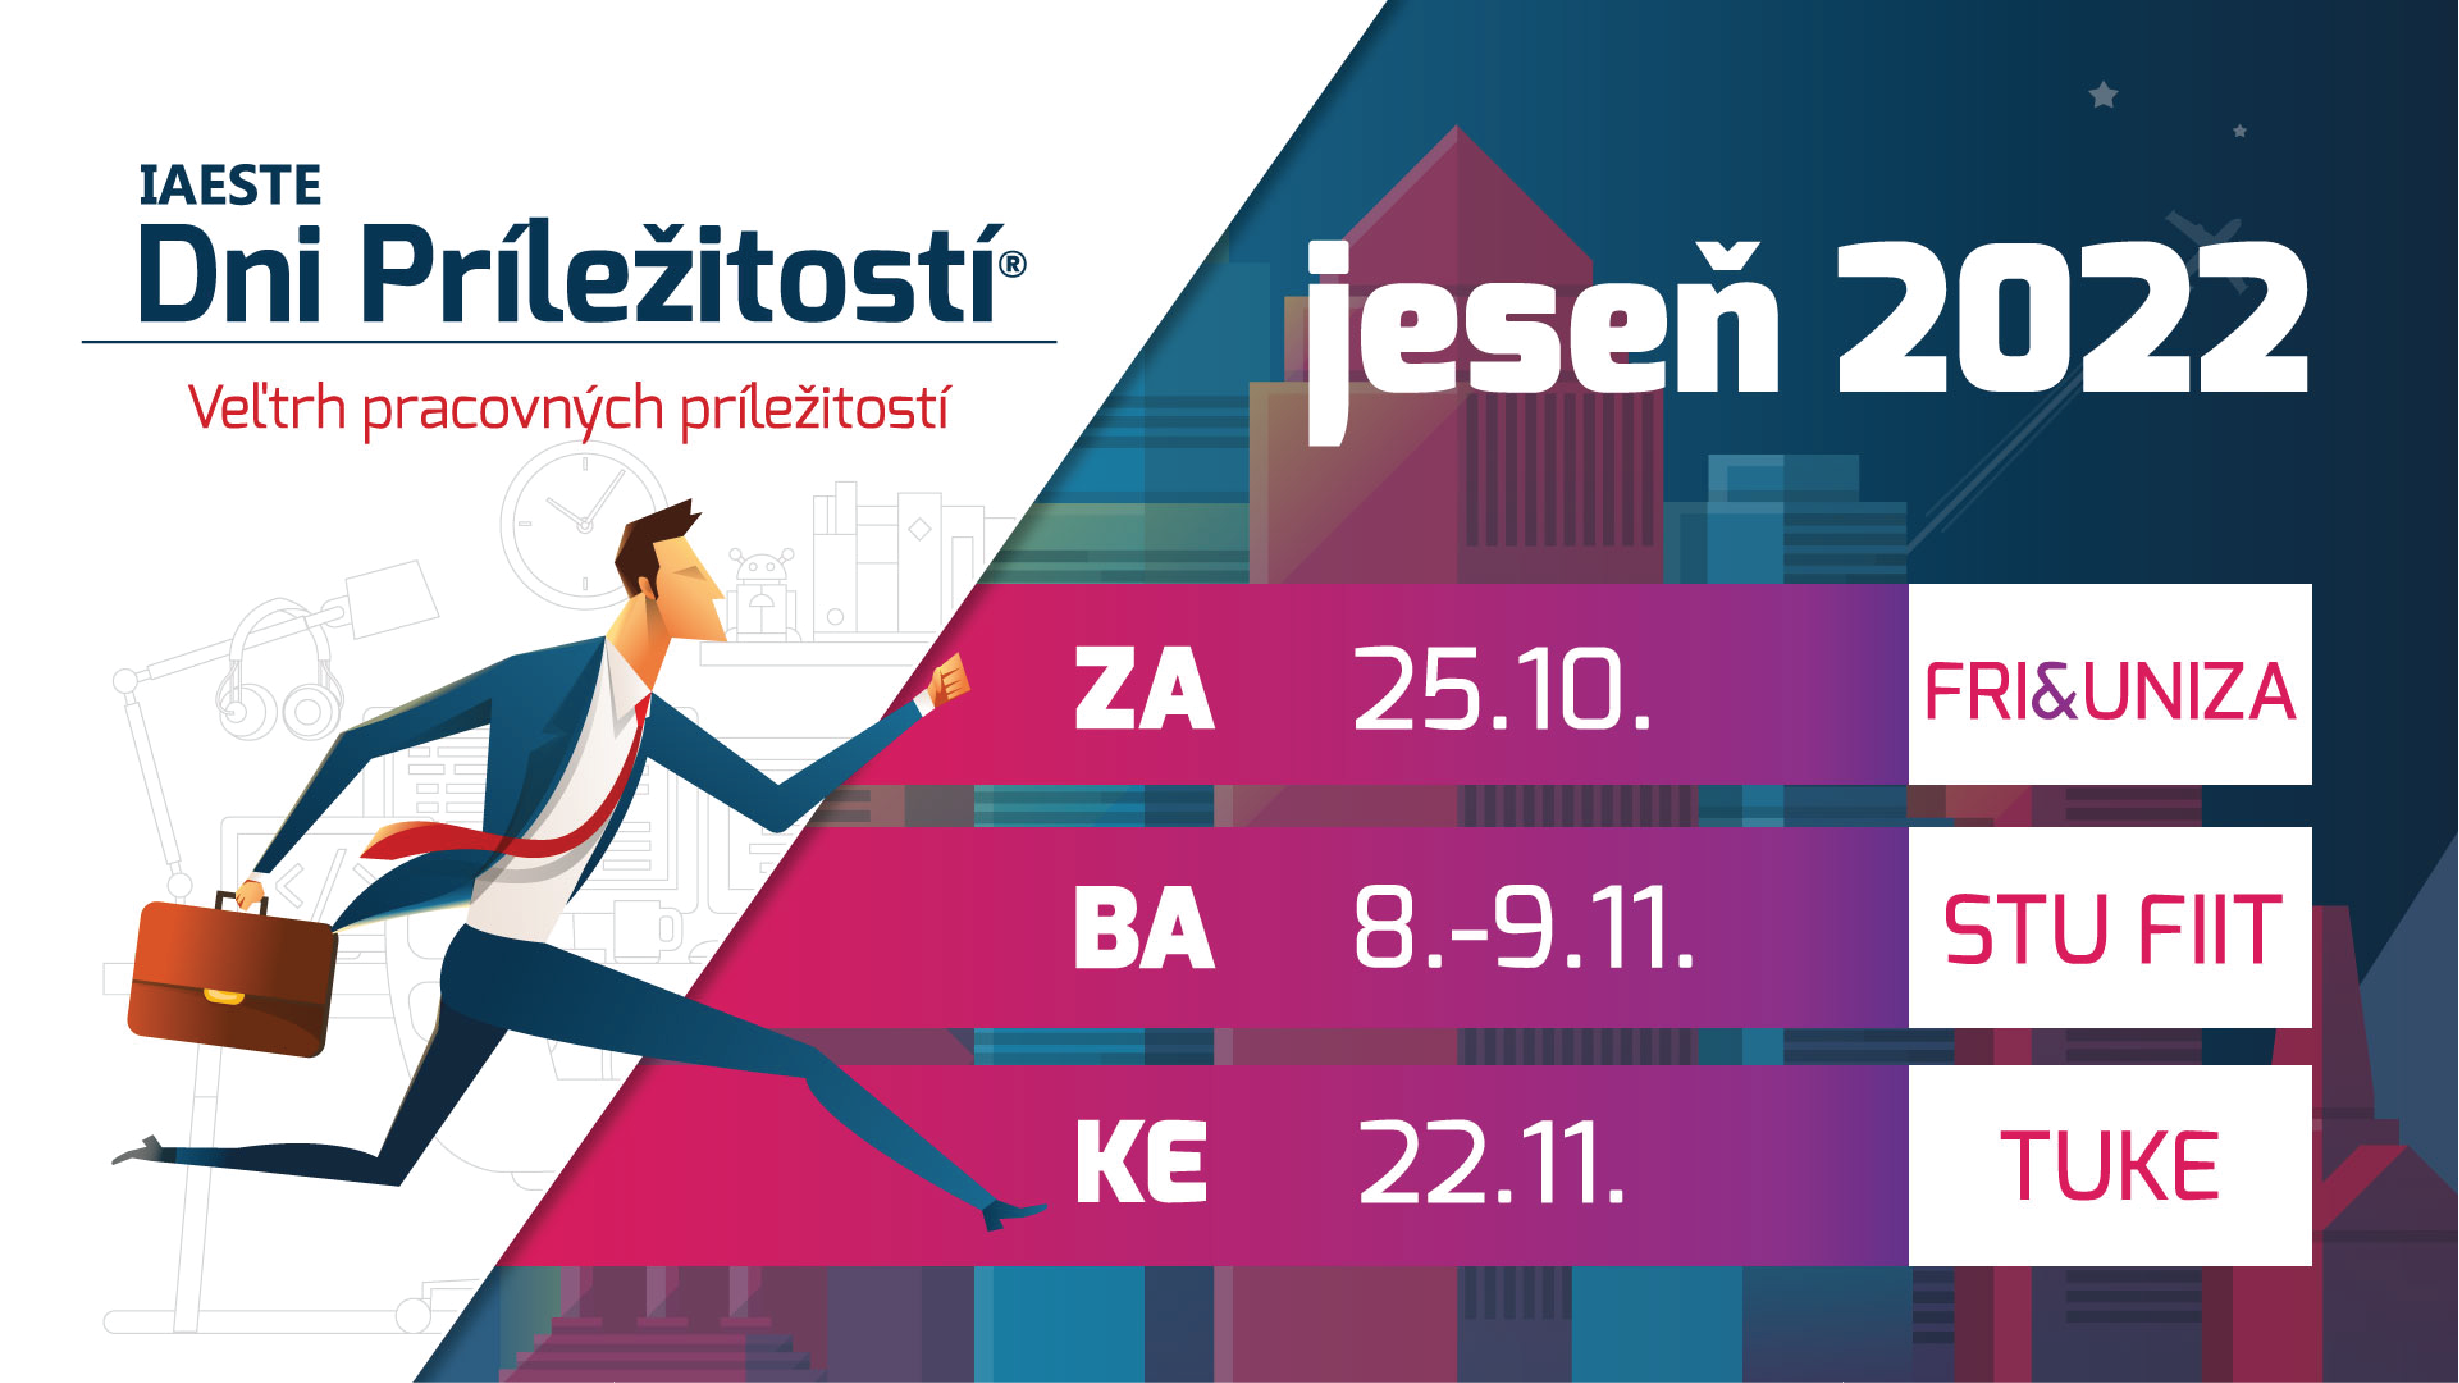 IAESTE
Dni Príležitostí®
Veľtrh pracovných príležitostí
jeseň 2022
ZA 25.10. FRI&UNIZA
BA 8.-9.11. STU FIIT
KE 22.11. TUKE